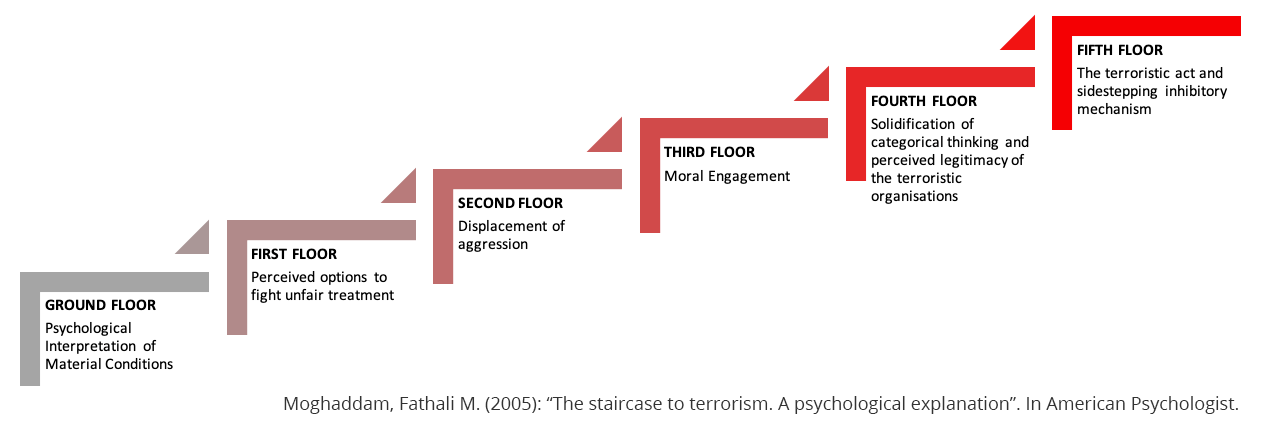 GROUND FLOOR
Psychological
Interpretation of
Material Conditions
FIRST FLOOR
Perceived options to
fight unfair treatment
SECOND FLOOR
Displacement of
aggression
THIRD FLOOR
Moral Engagement
FOURTH FLOOR
Solidification of
categorical thinking and
perceived legitimacy of
the terroristic
organisations
FIFTH FLOOR
The terroristic act and
sidestepping inhibitory
mechanism
Moghaddam, Fathali M. (2005): “The staircase to terrorism. A psychological explanation”. In American Psychologist.